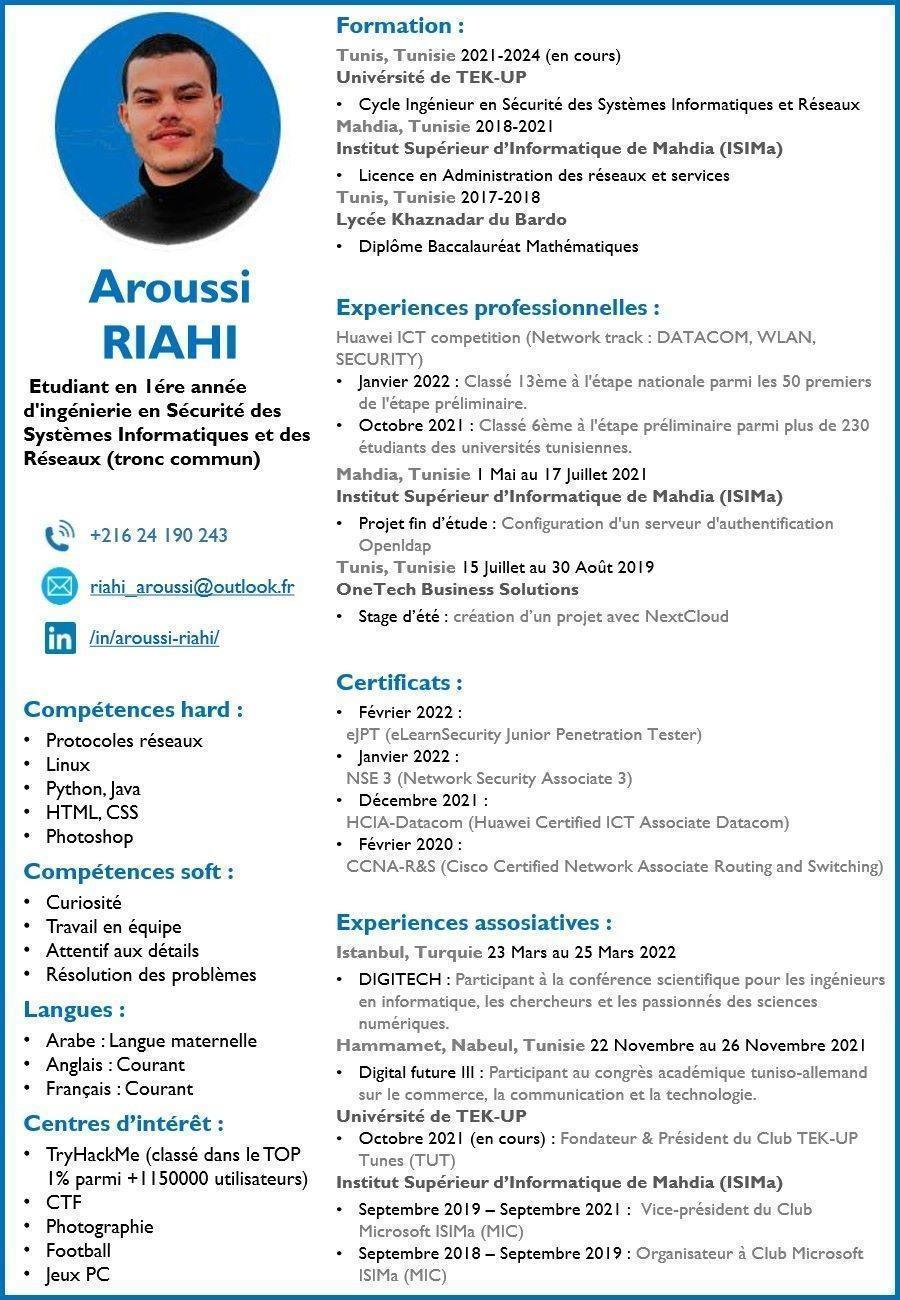 Aroussi
RIAHI
Etudiant en 1ére année
d'ingénierie en Sécurité des
Systèmes Informatiques et des
Réseaux (tronc commun)
+216 24 190 243
riahi_aroussi@outlook.fr
in
/in/aroussi-riahi/
Compétences hard :
• Protocoles réseaux
• Linux
• Python, Java
• HTML, CSS
• Photoshop
Compétences soft :
• Curiosité
• Travail en équipe
• Attentif aux détails
• Résolution des problèmes
Langues :
• Arabe : Langue maternelle
• Anglais : Courant
• Français : Courant
Centres d'intérêt :
• TryHackMe (classé dans le TOP
1% parmi +1150000 utilisateurs)
• CTF
• Photographie
• Football
• Jeux PC
Formation :
Tunis, Tunisie 2021-2024 (en cours)
Univérsité de TEK-UP
• Cycle Ingénieur en Sécurité des Systèmes Informatiques et Réseaux
Mahdia, Tunisie 2018-2021
Institut Supérieur d'Informatique de Mahdia (ISIMa)
• Licence en Administration des réseaux et services
Tunis, Tunisie 2017-2018
Lycée Khaznadar du Bardo
• Diplôme Baccalauréat Mathématiques
Experiences professionnelles :
Huawei ICT competition (Network track : DATACOM, WLAN,
SECURITY)
• Janvier 2022 : Classé 13ème à l'étape nationale parmi les 50 premiers
de l'étape préliminaire.
• Octobre 2021 : Classé 6ème à l'étape préliminaire parmi plus de 230
étudiants des universités tunisiennes.
Mahdia, Tunisie 1 Mai au 17 Juillet 2021
Institut Supérieur d'Informatique de Mahdia (ISIMa)
• Projet fin d'étude : Configuration d'un serveur d'authentification
Openldap
Tunis, Tunisie 15 Juillet au 30 Août 2019
OneTech Business Solutions
• Stage d'été : création d'un projet avec NextCloud
Certificats :
• Février 2022 :
eJPT (eLearnSecurity Junior Penetration Tester)
• Janvier 2022 :
NSE 3 (Network Security Associate 3)
• Décembre 2021 :
HCIA-Datacom (Huawei Certified ICT Associate Datacom)
• Février 2020 :
CCNA-R&S (Cisco Certified Network Associate Routing and Switching)
Experiences assosiatives :
Istanbul, Turquie 23 Mars au 25 Mars 2022
• DIGITECH : Participant à la conférence scientifique pour les ingénieurs
en informatique, les chercheurs et les passionnés des sciences
numériques.
Hammamet, Nabeul, Tunisie 22 Novembre au 26 Novembre 2021
• Digital future III : Participant au congrès académique tuniso-allemand
sur le commerce, la communication et la technologie.
Univérsité de TEK-UP
• Octobre 2021 (en cours) : Fondateur & Président du Club TEK-UP
Tunes (TUT)
Institut Supérieur d'Informatique de Mahdia (ISIMa)
• Septembre 2019 – Septembre 2021 : Vice-président du Club
Microsoft ISIMa (MIC)
• Septembre 2018 – Septembre 2019 : Organisateur à Club Microsoft
ISIMa (MIC)